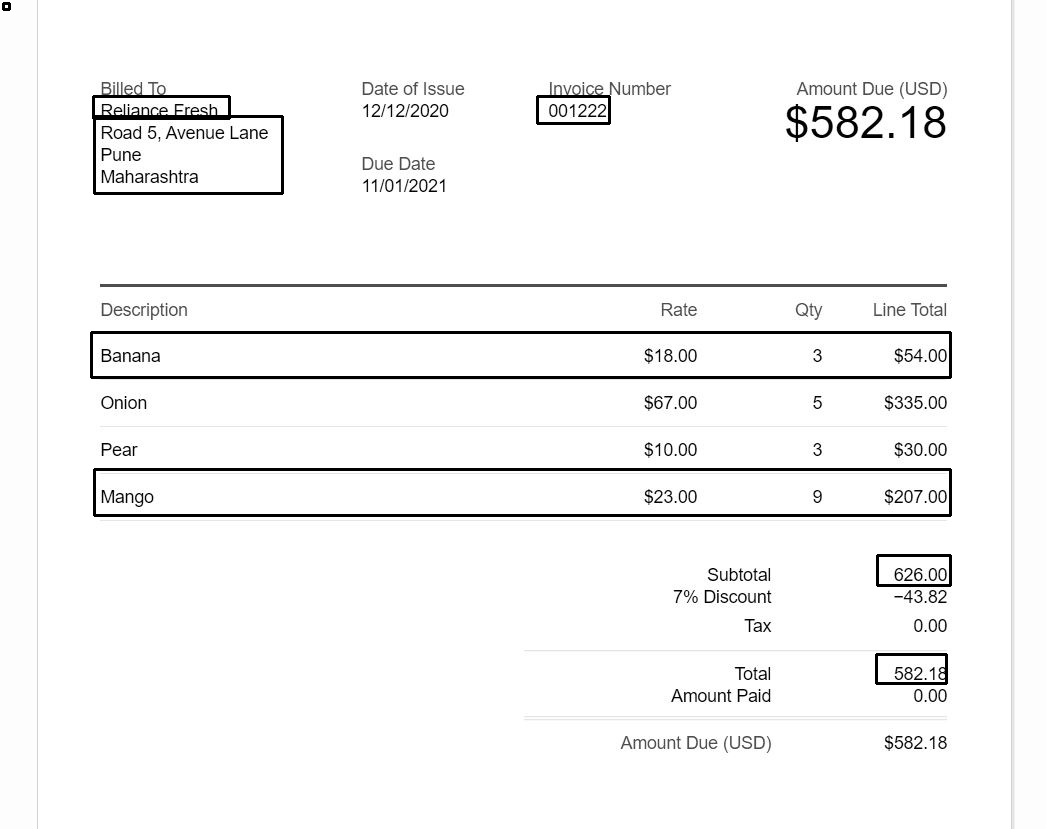 Billed To
Reliance Fresh
Road 5, Avenue Lane
Pune
Maharashtra
Date of Issue
12/12/2020
Due Date
11/01/2021
Invoice Number
001222
Amount Due (USD)
$582.18
Description Rate Qty Line Total
Banana $18.00 3 $54.00
Onion $67.00 5 $335.00
Pear $10.00 3 $30.00
Mango $23.00 9 $207.00
Subtotal 626.00
7% Discount −43.82
Tax 0.00
Total 582.18
Amount Paid 0.00
Amount Due (USD) $582.18